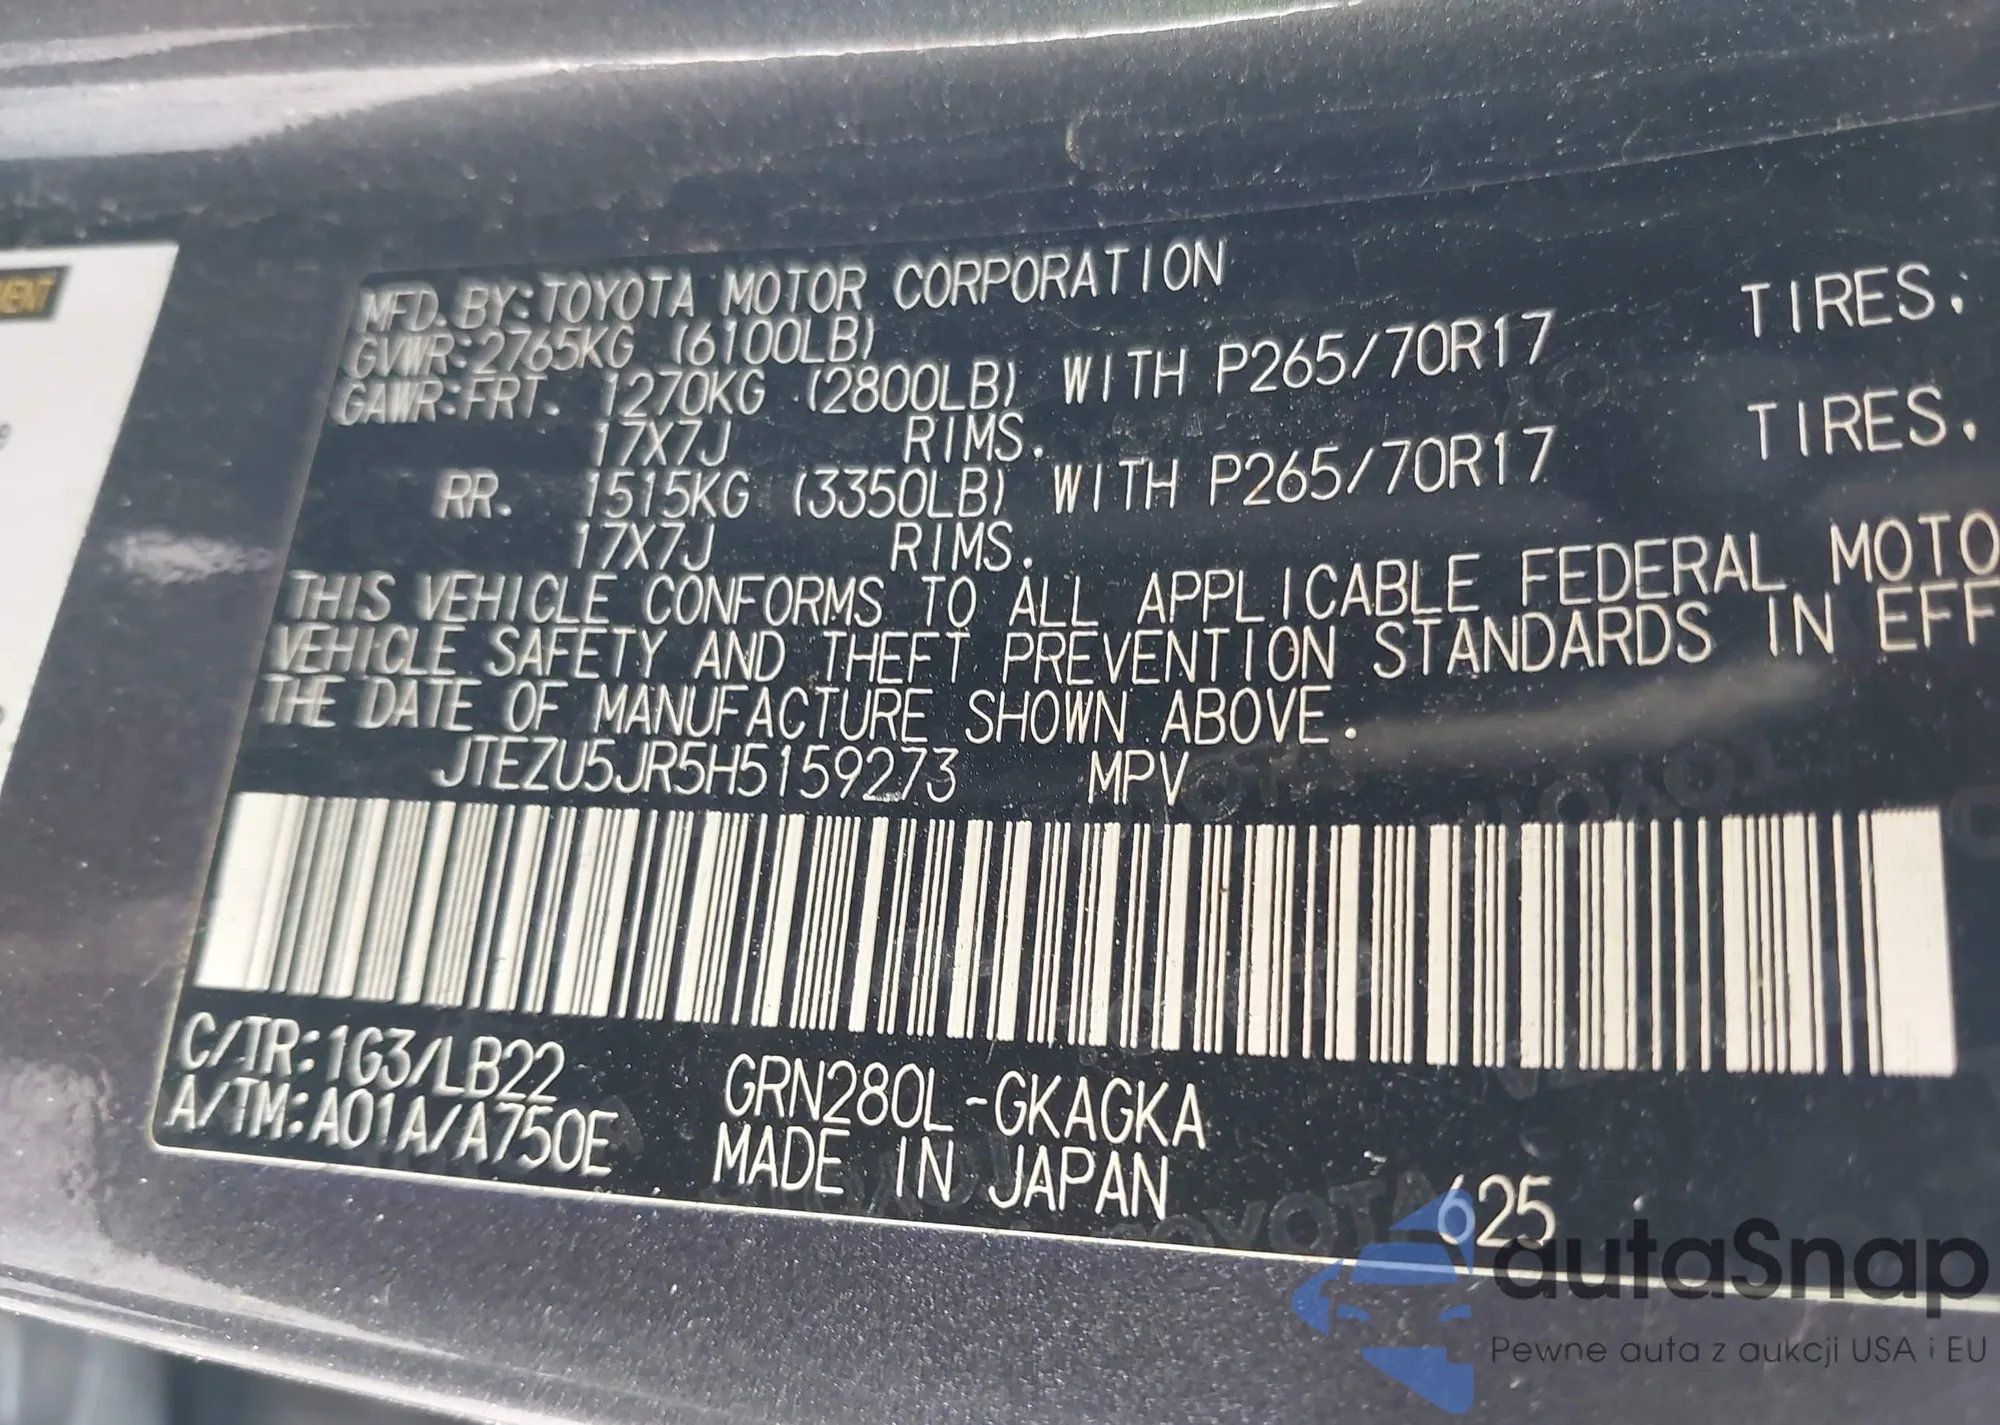 MENT
MFD. BY: TOYOTA MOTOR CORPORATION
GVWR: 2765KG (6100LB)
GAWR: FRT. 1270KG (2800LB) WITH P265/70R17 TIRES,
17X7J RIMS.
RR. 1515KG (3350LB) WITH P265/70R17 TIRES,
17X7J RIMS.
THIS VEHICLE CONFORMS TO ALL APPLICABLE FEDERAL MOTO
VEHICLE SAFETY AND THEFT PREVENTION STANDARDS IN EFF
THE DATE OF MANUFACTURE SHOWN ABOVE.
JTEZU5JR5H5159273 MPV
C/TR: 1G3/LB22 GRN280L-GKAGKA
A/TM: A01A/A750E MADE IN JAPAN 625
autaSnap
Pewne auta z aukcji USA i EU